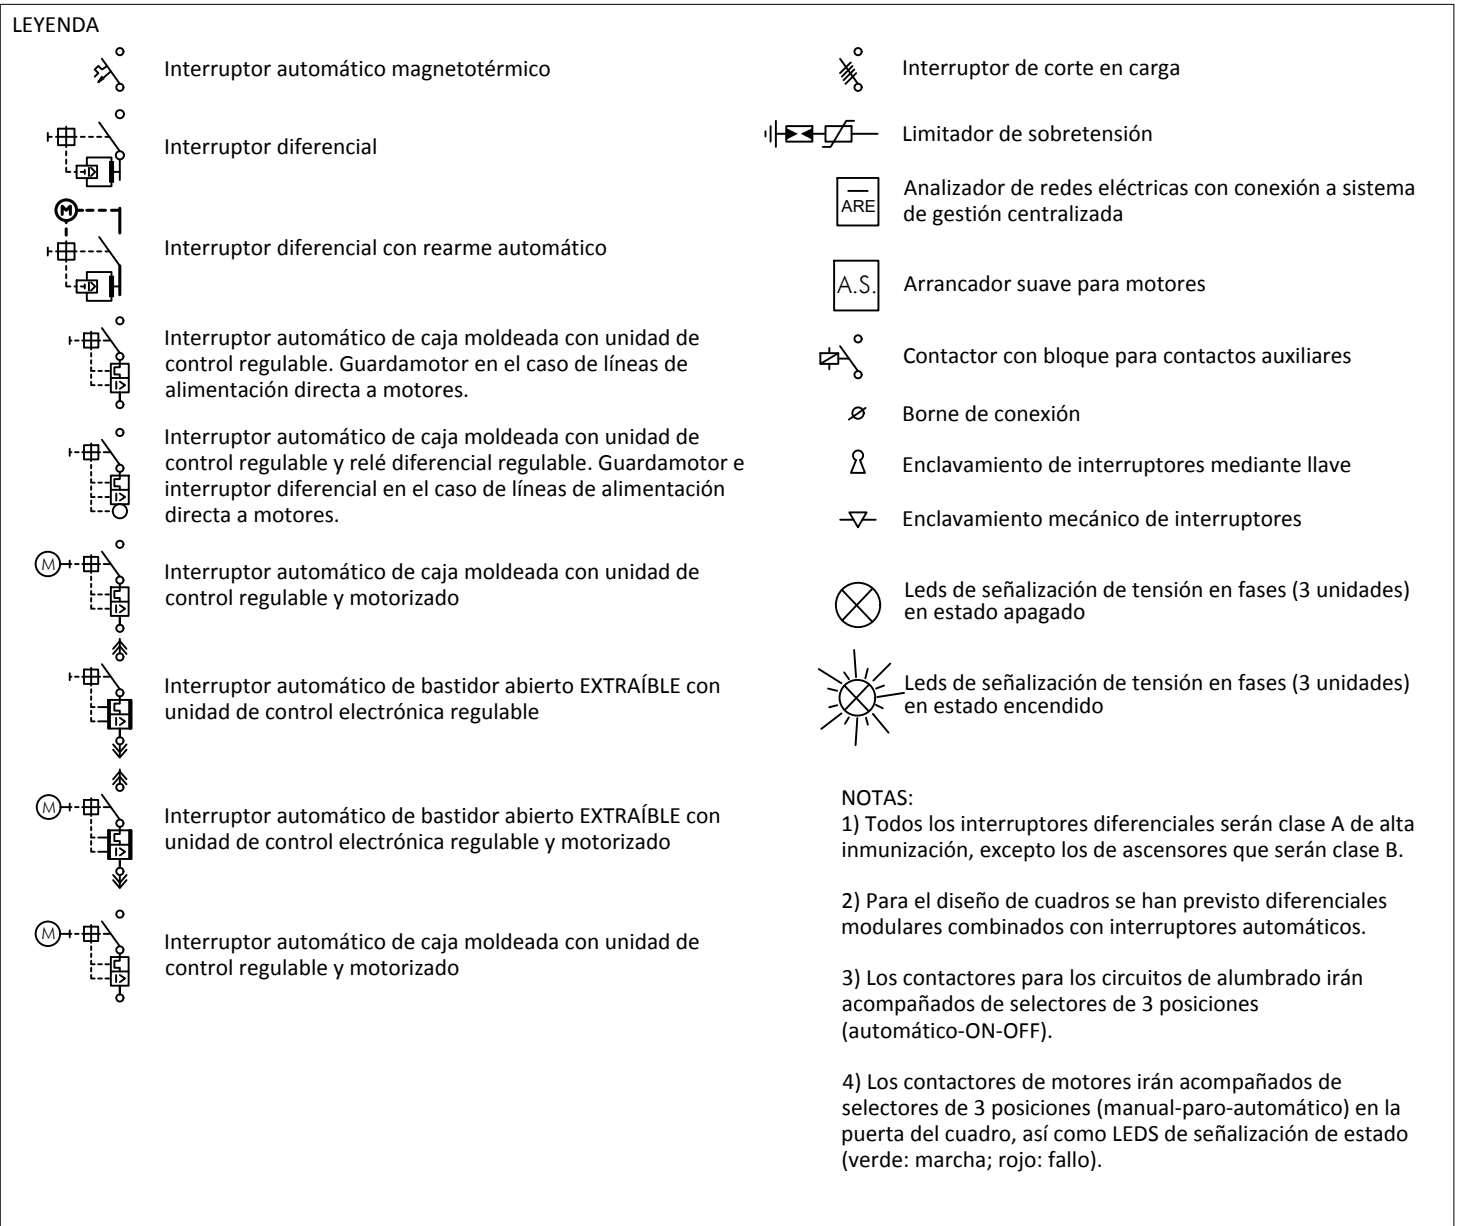 LEYENDA
Interruptor automático magnetotérmico
Interruptor diferencial
M
Interruptor diferencial con rearme automático
Interruptor automático de caja moldeada con unidad de
control regulable. Guardamotor en el caso de líneas de
alimentación directa a motores.
Interruptor automático de caja moldeada con unidad de
control regulable y relé diferencial regulable. Guardamotor e
interruptor diferencial en el caso de líneas de alimentación
directa a motores.
M
Interruptor automático de caja moldeada con unidad de
control regulable y motorizado
Interruptor automático de bastidor abierto EXTRAÍBLE con
unidad de control electrónica regulable
M
Interruptor automático de bastidor abierto EXTRAÍBLE con
unidad de control electrónica regulable y motorizado
M
Interruptor automático de caja moldeada con unidad de
control regulable y motorizado
Interruptor de corte en carga
Limitador de sobretensión
ARE
Analizador de redes eléctricas con conexión a sistema
de gestión centralizada
A.S.
Arrancador suave para motores
Contactor con bloque para contactos auxiliares
Borne de conexión
Enclavamiento de interruptores mediante llave
Enclavamiento mecánico de interruptores
Leds de señalización de tensión en fases (3 unidades)
en estado apagado
Leds de señalización de tensión en fases (3 unidades)
en estado encendido
NOTAS:
1) Todos los interruptores diferenciales serán clase A de alta
inmunización, excepto los de ascensores que serán clase B.
2) Para el diseño de cuadros se han previsto diferenciales
modulares combinados con interruptores automáticos.
3) Los contactores para los circuitos de alumbrado irán
acompañados de selectores de 3 posiciones
(automático-ON-OFF).
4) Los contactores de motores irán acompañados de
selectores de 3 posiciones (manual-paro-automático) en la
puerta del cuadro, así como LEDS de señalización de estado
(verde: marcha; rojo: fallo).